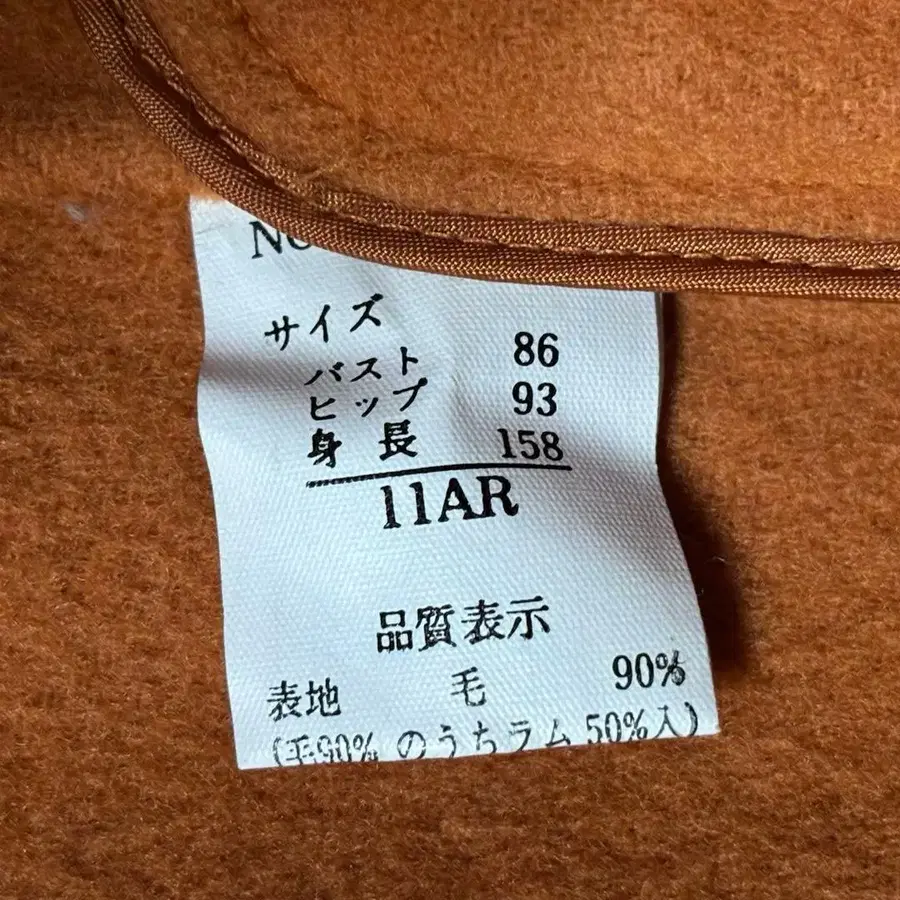 サイズ
バスト 86
ヒップ 93
身長 158
11AR
品質表示
表地 毛 90%
(毛90% のうちラム 50%入)